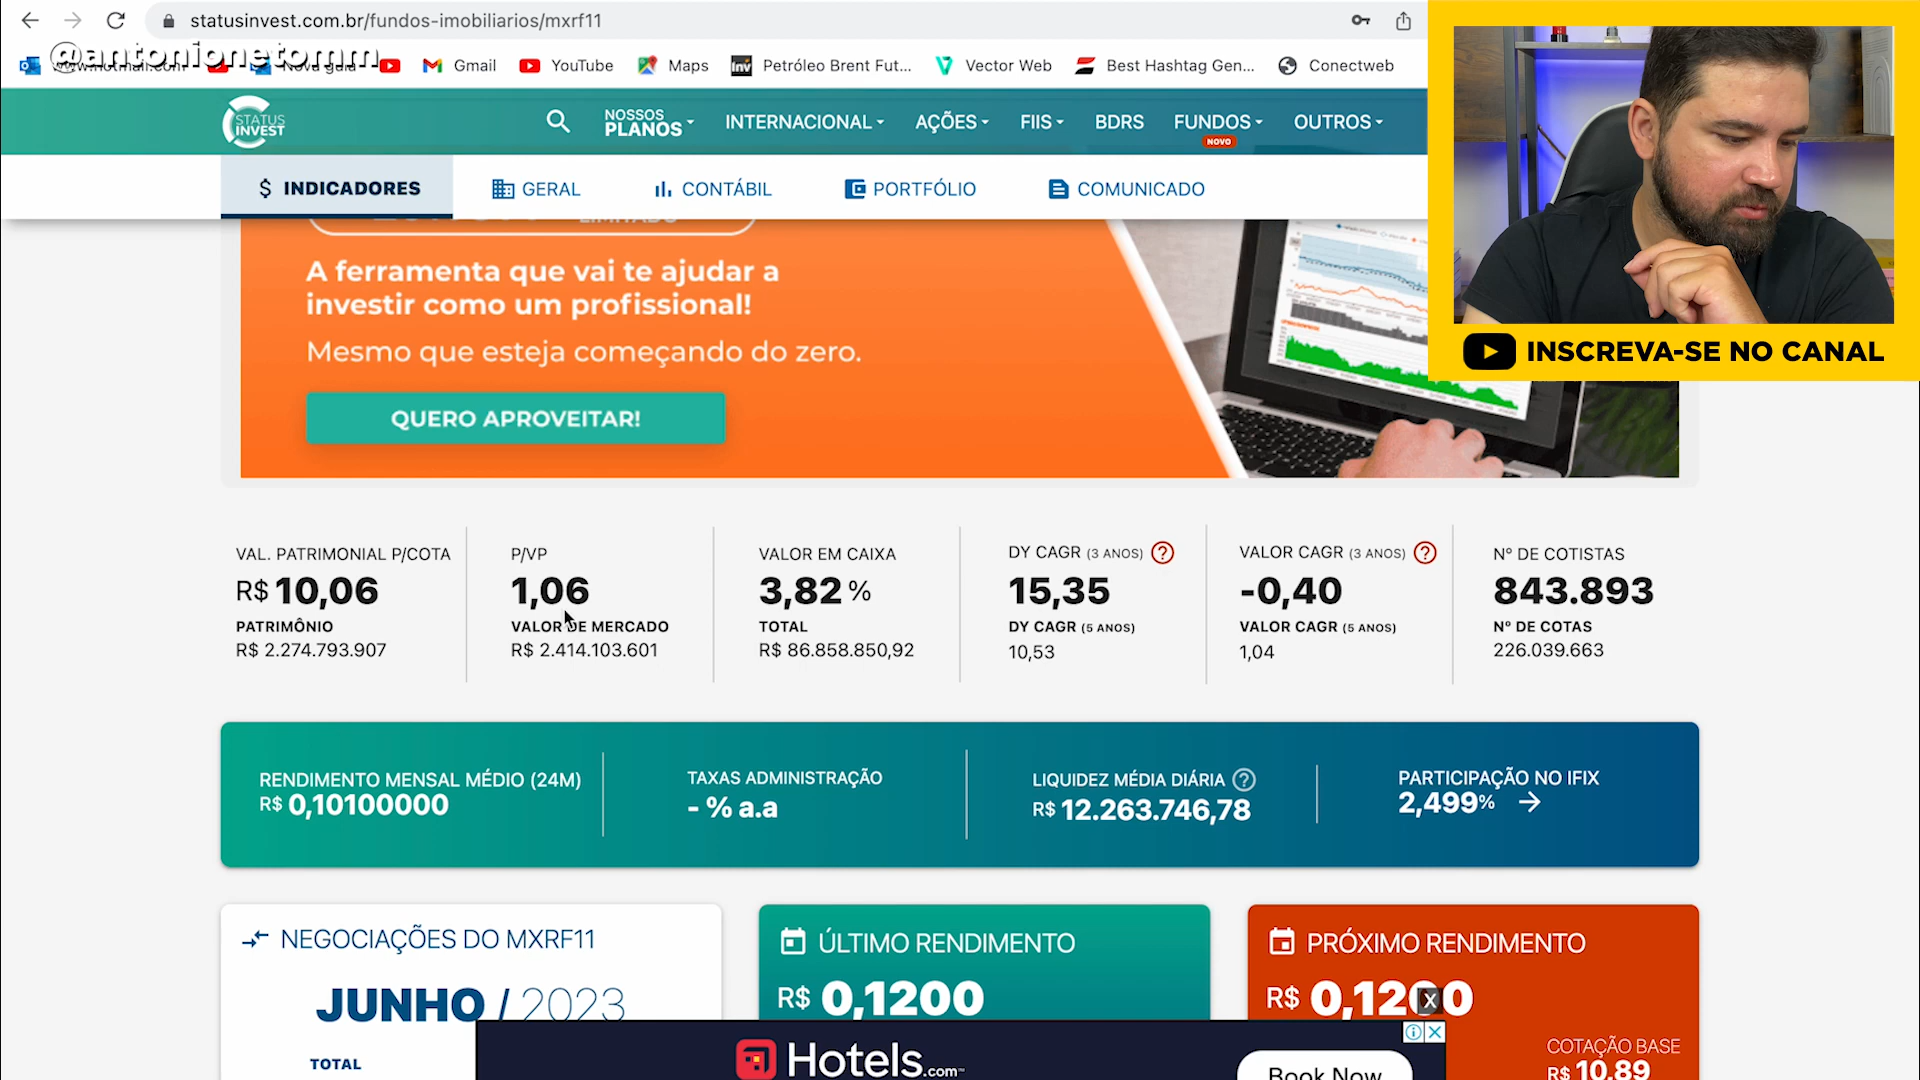 statusinvest.com.br/fundos-imobiliarios/mxrf11
@antonionetomm
Gmail
YouTube
Maps
Inv
Petróleo Brent Fut...
Vector Web
Best Hashtag Gen...
Conectweb
STATUS
INVEST
NOSSOS
PLANOS
INTERNACIONAL
AÇÕES
FIIS
BDRS
FUNDOS
NOVO
OUTROS
INDICADORES
GERAL
CONTÁBIL
PORTFÓLIO
COMUNICADO
INSCREVA-SE NO CANAL
A ferramenta que vai te ajudar a
investir como um profissional!
Mesmo que esteja começando do zero.
QUERO APROVEITAR!
VAL. PATRIMONIAL P/COTA
R$ 10,06
PATRIMÔNIO
R$ 2.274.793.907
P/VP
1,06
VALOR DE MERCADO
R$ 2.414.103.601
VALOR EM CAIXA
3,82 %
TOTAL
R$ 86.858.850,92
DY CAGR (3 ANOS) ?
15,35
DY CAGR (5 ANOS)
10,53
VALOR CAGR (3 ANOS) ?
-0,40
VALOR CAGR (5 ANOS)
1,04
Nº DE COTISTAS
843.893
Nº DE COTAS
226.039.663
RENDIMENTO MENSAL MÉDIO (24M)
R$ 0,10100000
TAXAS ADMINISTRAÇÃO
- % a.a
LIQUIDEZ MÉDIA DIÁRIA ?
R$ 12.263.746,78
PARTICIPAÇÃO NO IFIX
2,499%
NEGOCIAÇÕES DO MXRF11
JUNHO / 2023
TOTAL
ÚLTIMO RENDIMENTO
R$ 0,1200
PRÓXIMO RENDIMENTO
R$ 0,1200
X
COTAÇÃO BASE
R$ 10,89
Hotels.com
Book Now